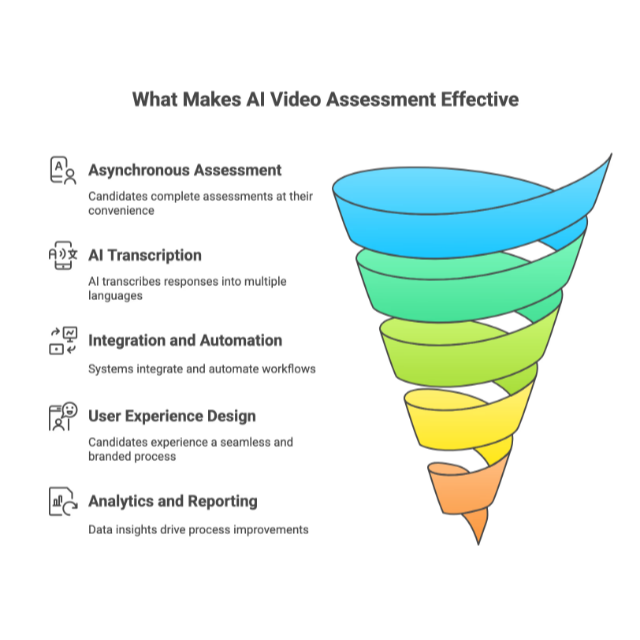 What Makes AI Video Assessment Effective
Asynchronous Assessment
Candidates complete assessments at their
convenience
AI Transcription
AI transcribes responses into multiple
languages
Integration and Automation
Systems integrate and automate workflows
User Experience Design
Candidates experience a seamless and
branded process
Analytics and Reporting
Data insights drive process improvements